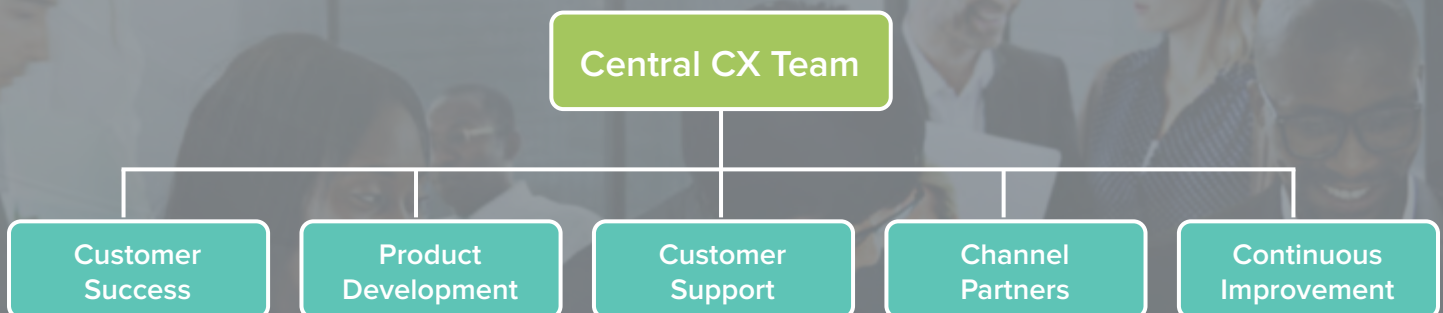 Central CX Team
Customer
Success
Product
Development
Customer
Support
Channel
Partners
Continuous
Improvement